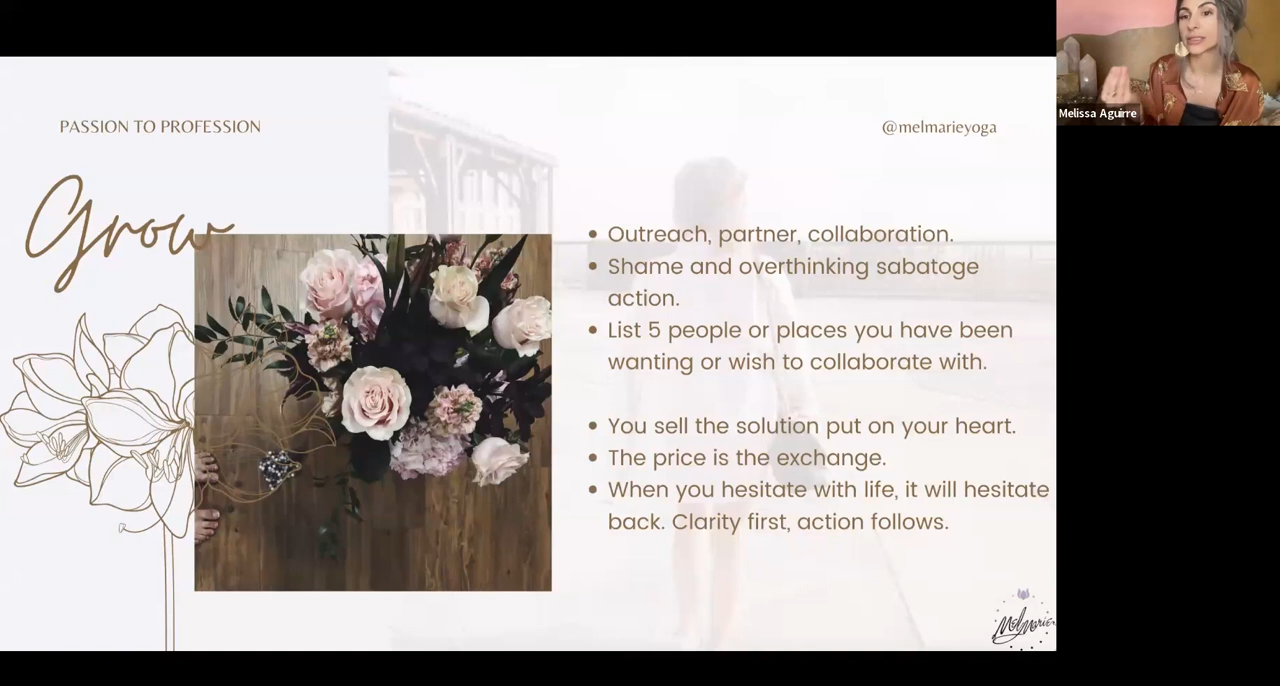 PASSION TO PROFESSION
@melmarieyoga
Grow
• Outreach, partner, collaboration.
• Shame and overthinking sabatoge
action.
• List 5 people or places you have been
wanting or wish to collaborate with.
• You sell the solution put on your heart.
• The price is the exchange.
• When you hesitate with life, it will hesitate
back. Clarity first, action follows.
MelMarie
Melissa Aguirre